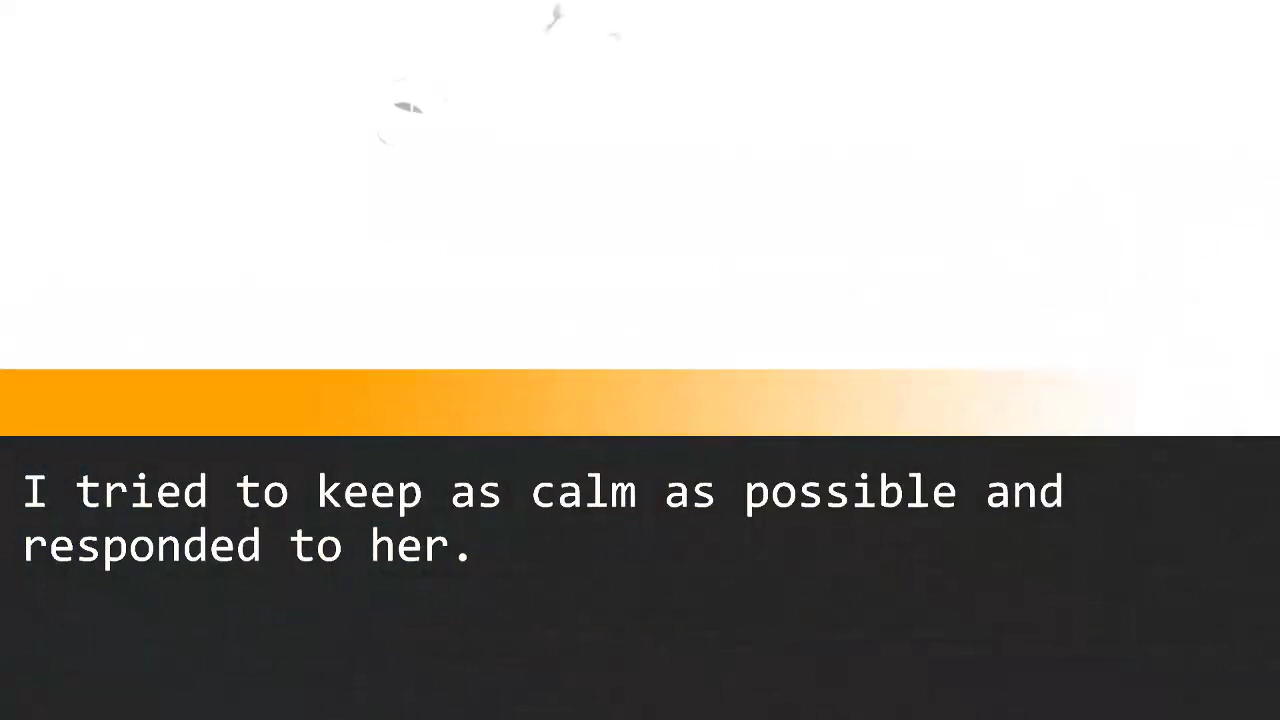 I tried to keep as calm as possible and
responded to her.